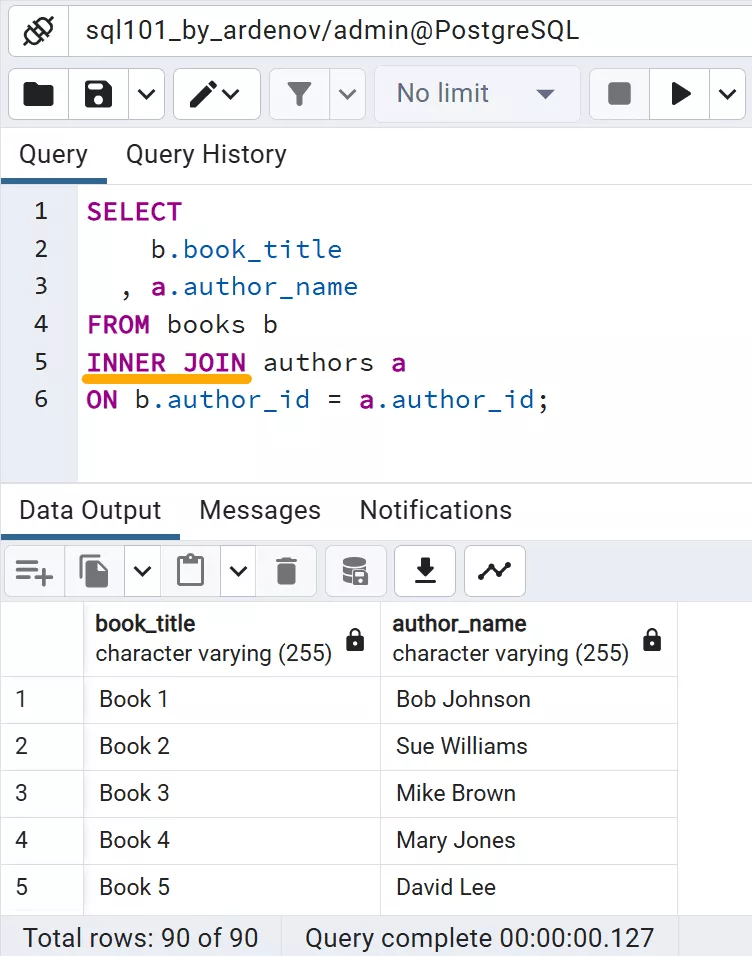 sql101_by_ardenov/admin@PostgreSQL
No limit
Query Query History
1 SELECT
2 b.book_title
3 , a.author_name
4 FROM books b
5 INNER JOIN authors a
6 ON b.author_id = a.author_id;
Data Output Messages Notifications
book_title author_name
character varying (255) character varying (255)
1 Book 1 Bob Johnson
2 Book 2 Sue Williams
3 Book 3 Mike Brown
4 Book 4 Mary Jones
5 Book 5 David Lee
Total rows: 90 of 90 Query complete 00:00:00.127